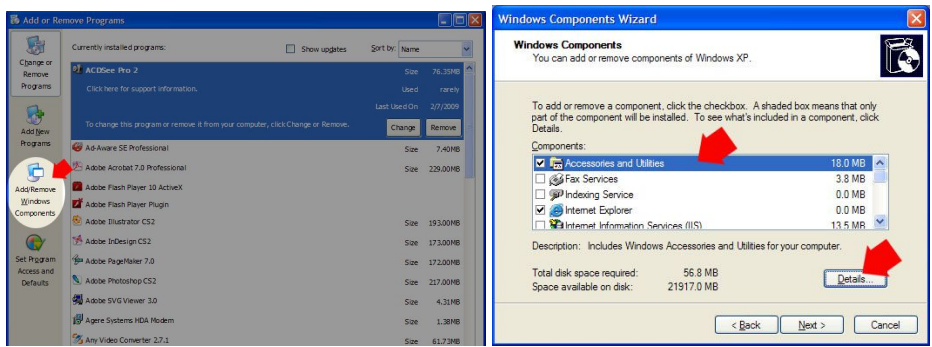 Add or Remove Programs
Change or
Remove
Programs
Add New
Programs
Add/Remove
Windows
Components
Set Program
Access and
Defaults
Currently installed programs:
Show updates
Sort by: Name
ACDSee Pro 2 Size 76.35MB
Click here for support information. Used rarely
Last Used On 2/7/2009
To change this program or remove it from your computer, click Change or Remove. Change Remove
Ad-Aware SE Professional Size 7.40MB
Adobe Acrobat 7.0 Professional Size 229.00MB
Adobe Flash Player 10 ActiveX
Adobe Flash Player Plugin
Adobe Illustrator CS2 Size 193.00MB
Adobe InDesign CS2 Size 173.00MB
Adobe PageMaker 7.0 Size 172.00MB
Adobe Photoshop CS2 Size 217.00MB
Adobe SVG Viewer 3.0 Size 4.31MB
Agere Systems HDA Modem Size 1.38MB
Any Video Converter 2.7.1 Size 61.73MB
Windows Components Wizard
Windows Components
You can add or remove components of Windows XP.
To add or remove a component, click the checkbox. A shaded box means that only
part of the component will be installed. To see what's included in a component, click
Details.
Components:
Accessories and Utilities 18.0 MB
Fax Services 3.8 MB
Indexing Service 0.0 MB
Internet Explorer 0.0 MB
Internet Information Services (IIS) 13.5 MB
Description: Includes Windows Accessories and Utilities for your computer.
Total disk space required: 56.8 MB
Space available on disk: 21917.0 MB
Details...
< Back Next > Cancel